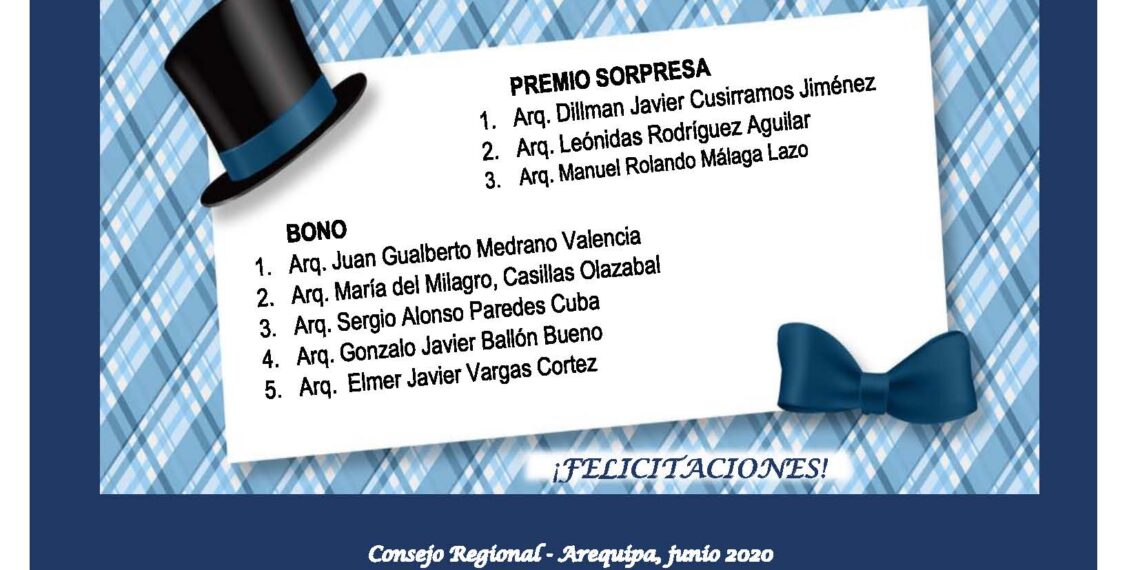 PREMIO SORPRESA
1. Arq. Dillman Javier Cusirramos Jiménez
2. Arq. Leónidas Rodríguez Aguilar
3. Arq. Manuel Rolando Málaga Lazo
BONO
1. Arq. Juan Gualberto Medrano Valencia
2. Arq. María del Milagro, Casillas Olazabal
3. Arq. Sergio Alonso Paredes Cuba
4. Arq. Gonzalo Javier Ballón Bueno
5. Arq. Elmer Javier Vargas Cortez
¡FELICITACIONES!
Consejo Regional - Arequipa, junio 2020